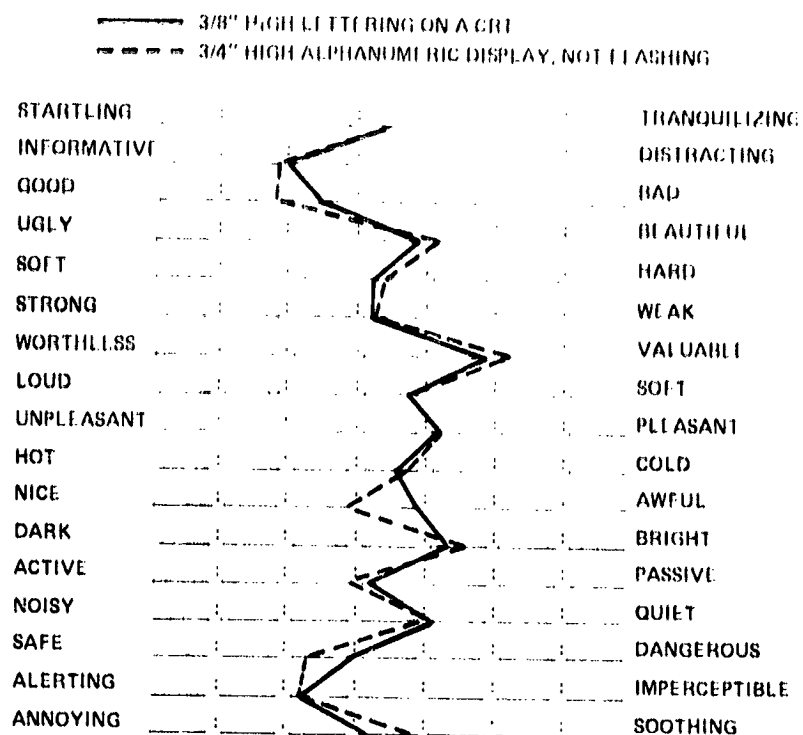 3/8" HIGH LETTERING ON A CRT
3/4" HIGH ALPHANUMERIC DISPLAY, NOT FLASHING
STARTLING TRANQUILIZING
INFORMATIVE DISTRACTING
GOOD BAD
UGLY BEAUTIFUL
SOFT HARD
STRONG WEAK
WORTHLESS VALUABLE
LOUD SOFT
UNPLEASANT PLEASANT
HOT COLD
NICE AWFUL
DARK BRIGHT
ACTIVE PASSIVE
NOISY QUIET
SAFE DANGEROUS
ALERTING IMPERCEPTIBLE
ANNOYING SOOTHING